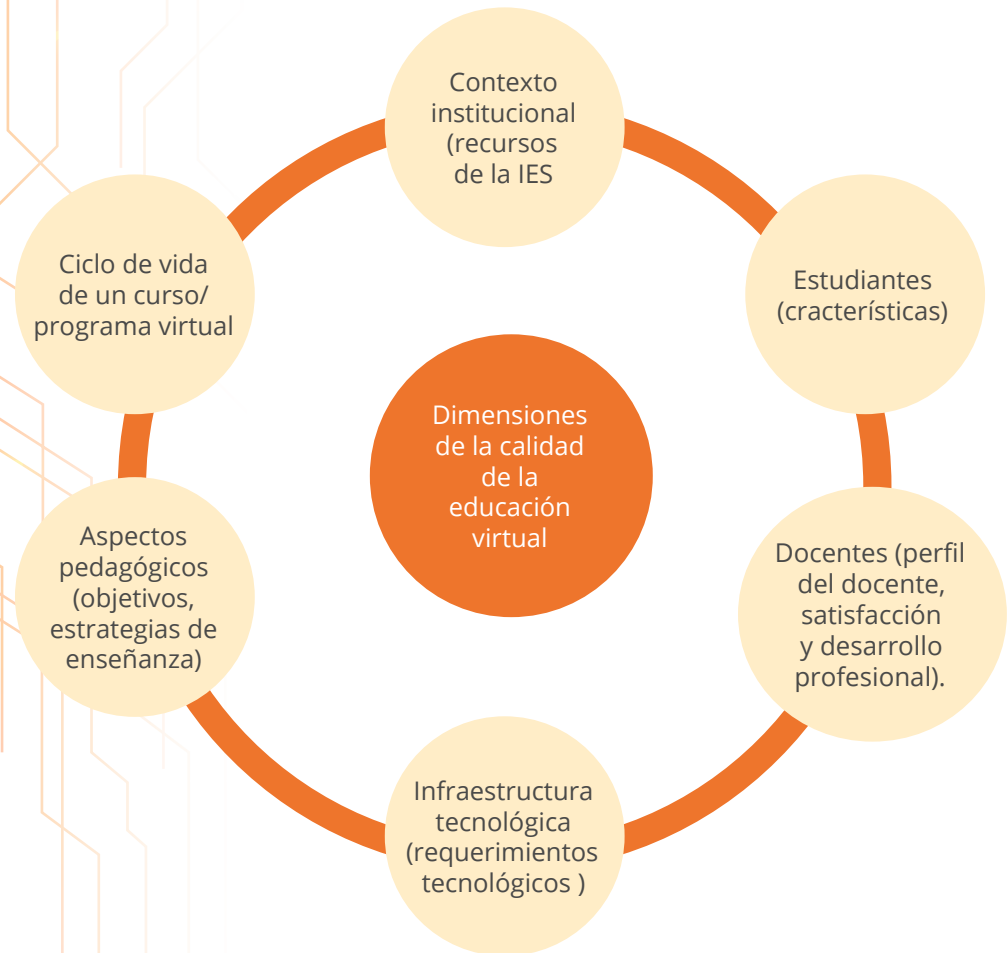 Contexto
institucional
(recursos
de la IES
Estudiantes
(cracterísticas)
Docentes (perfil
del docente,
satisfacción
y desarrollo
profesional).
Infraestructura
tecnológica
(requerimientos
tecnológicos )
Aspectos
pedagógicos
(objetivos,
estrategias de
enseñanza)
Ciclo de vida
de un curso/
programa virtual
Dimensiones
de la calidad
de la
educación
virtual